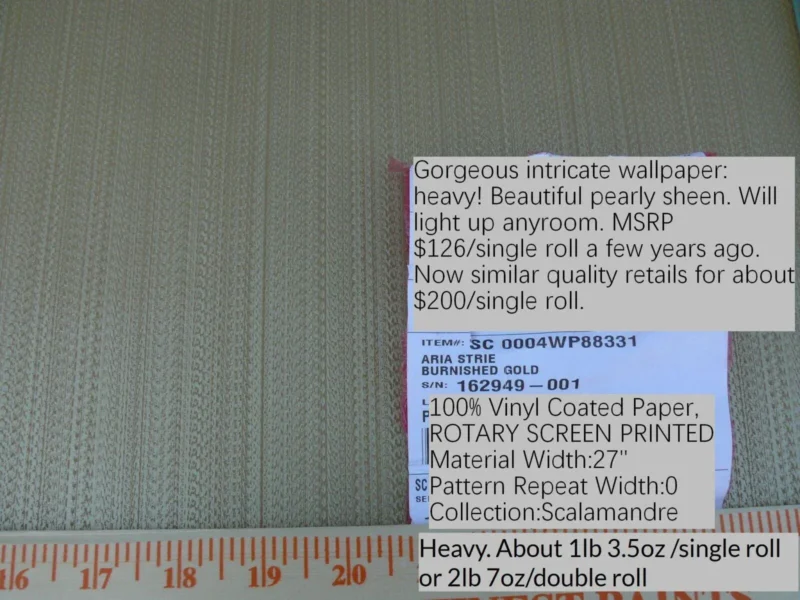 Gorgeous intricate wallpaper:
heavy! Beautiful pearly sheen. Will
light up anyroom. MSRP
$126/single roll a few years ago.
Now similar quality retails for about
$200/single roll.
ITEM#: SC 0004WP88331
ARIA STRIE
BURNISHED GOLD
S/N: 162949-001
100% Vinyl Coated Paper,
ROTARY SCREEN PRINTED
Material Width:27"
Pattern Repeat Width:0
Collection:Scalamandre
Heavy. About 1lb 3.5oz /single roll
or 2lb 7oz/double roll
16 17 18 19 20